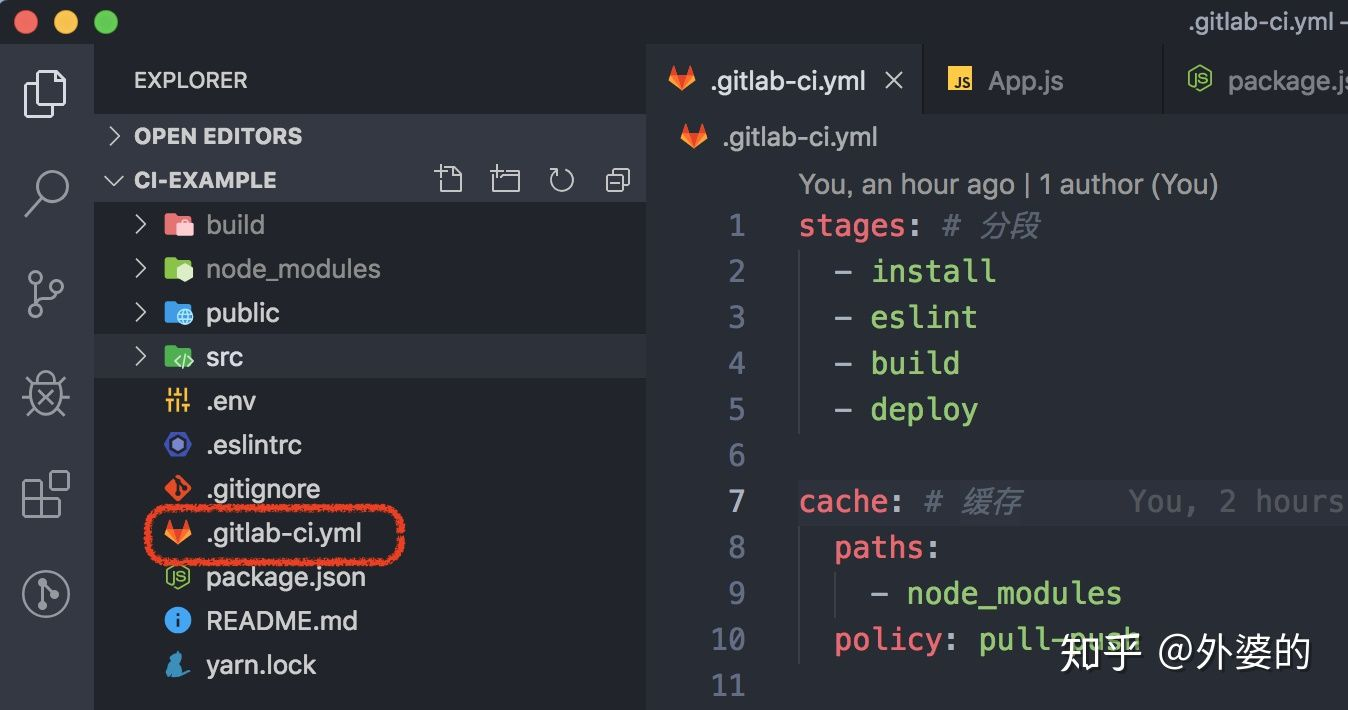 .gitlab-ci.yml —
EXPLORER
OPEN EDITORS
CI-EXAMPLE
build
node_modules
public
src
.env
.eslintrc
.gitignore
.gitlab-ci.yml
package.json
README.md
yarn.lock
.gitlab-ci.yml
JS App.js
JS package.js
.gitlab-ci.yml
You, an hour ago | 1 author (You)
1 stages: # 分段
2 - install
3 - eslint
4 - build
5 - deploy
6
7 cache: # 缓存 You, 2 hours
8 paths:
9 - node_modules
10 policy: pull-push
11
知乎 @外婆的